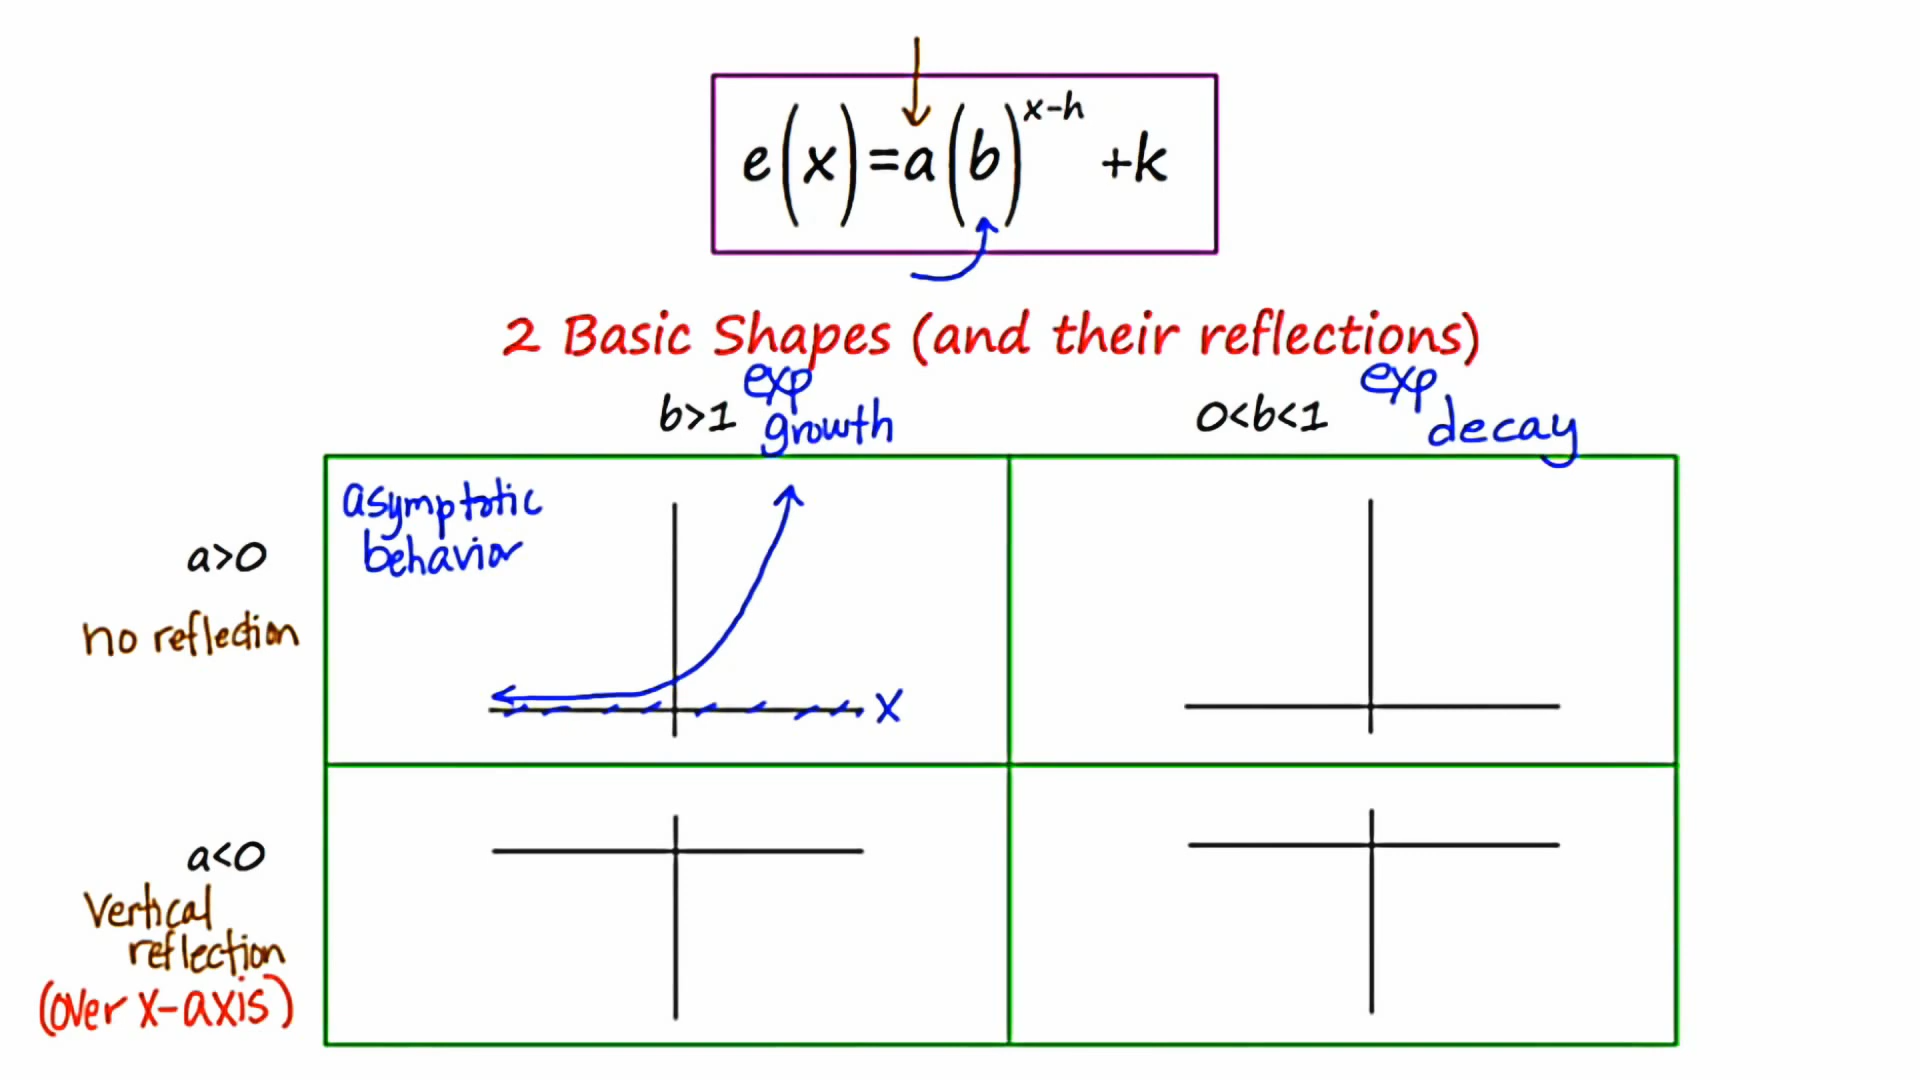 e(x)=a(b)^{x-h} +k
2 Basic Shapes (and their reflections)
b>1 exp growth
0<b<1 exp decay
a>0
no reflection
asymptotic
behavior
x
a<0
Vertical
reflection
(over x-axis)